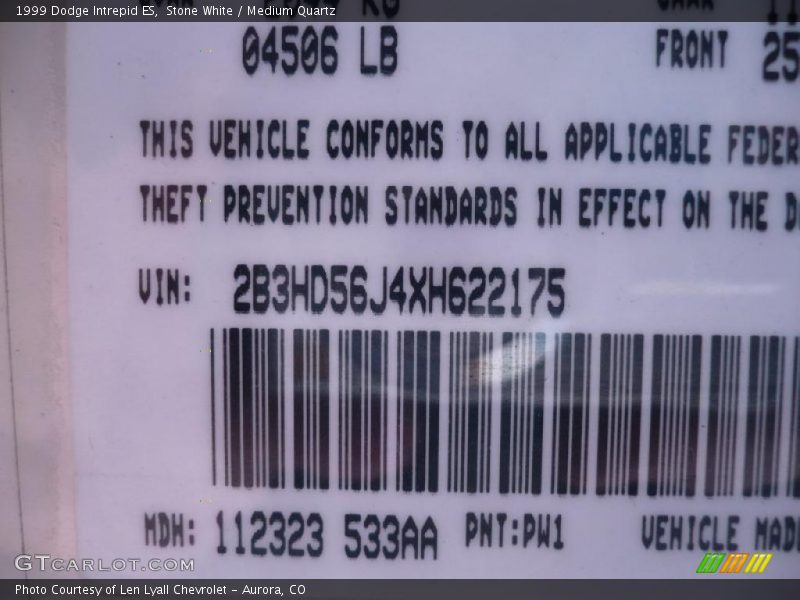 1999 Dodge Intrepid ES, Stone White / Medium Quartz
04506 LB
FRONT 25
THIS VEHICLE CONFORMS TO ALL APPLICABLE FEDER
THEFT PREVENTION STANDARDS IN EFFECT ON THE D
VIN: 2B3HD56J4XH622175
MDH: 112323 533AA PNT:PW1 VEHICLE MADE
GTCARLOT.COM
Photo Courtesy of Len Lyall Chevrolet - Aurora, CO